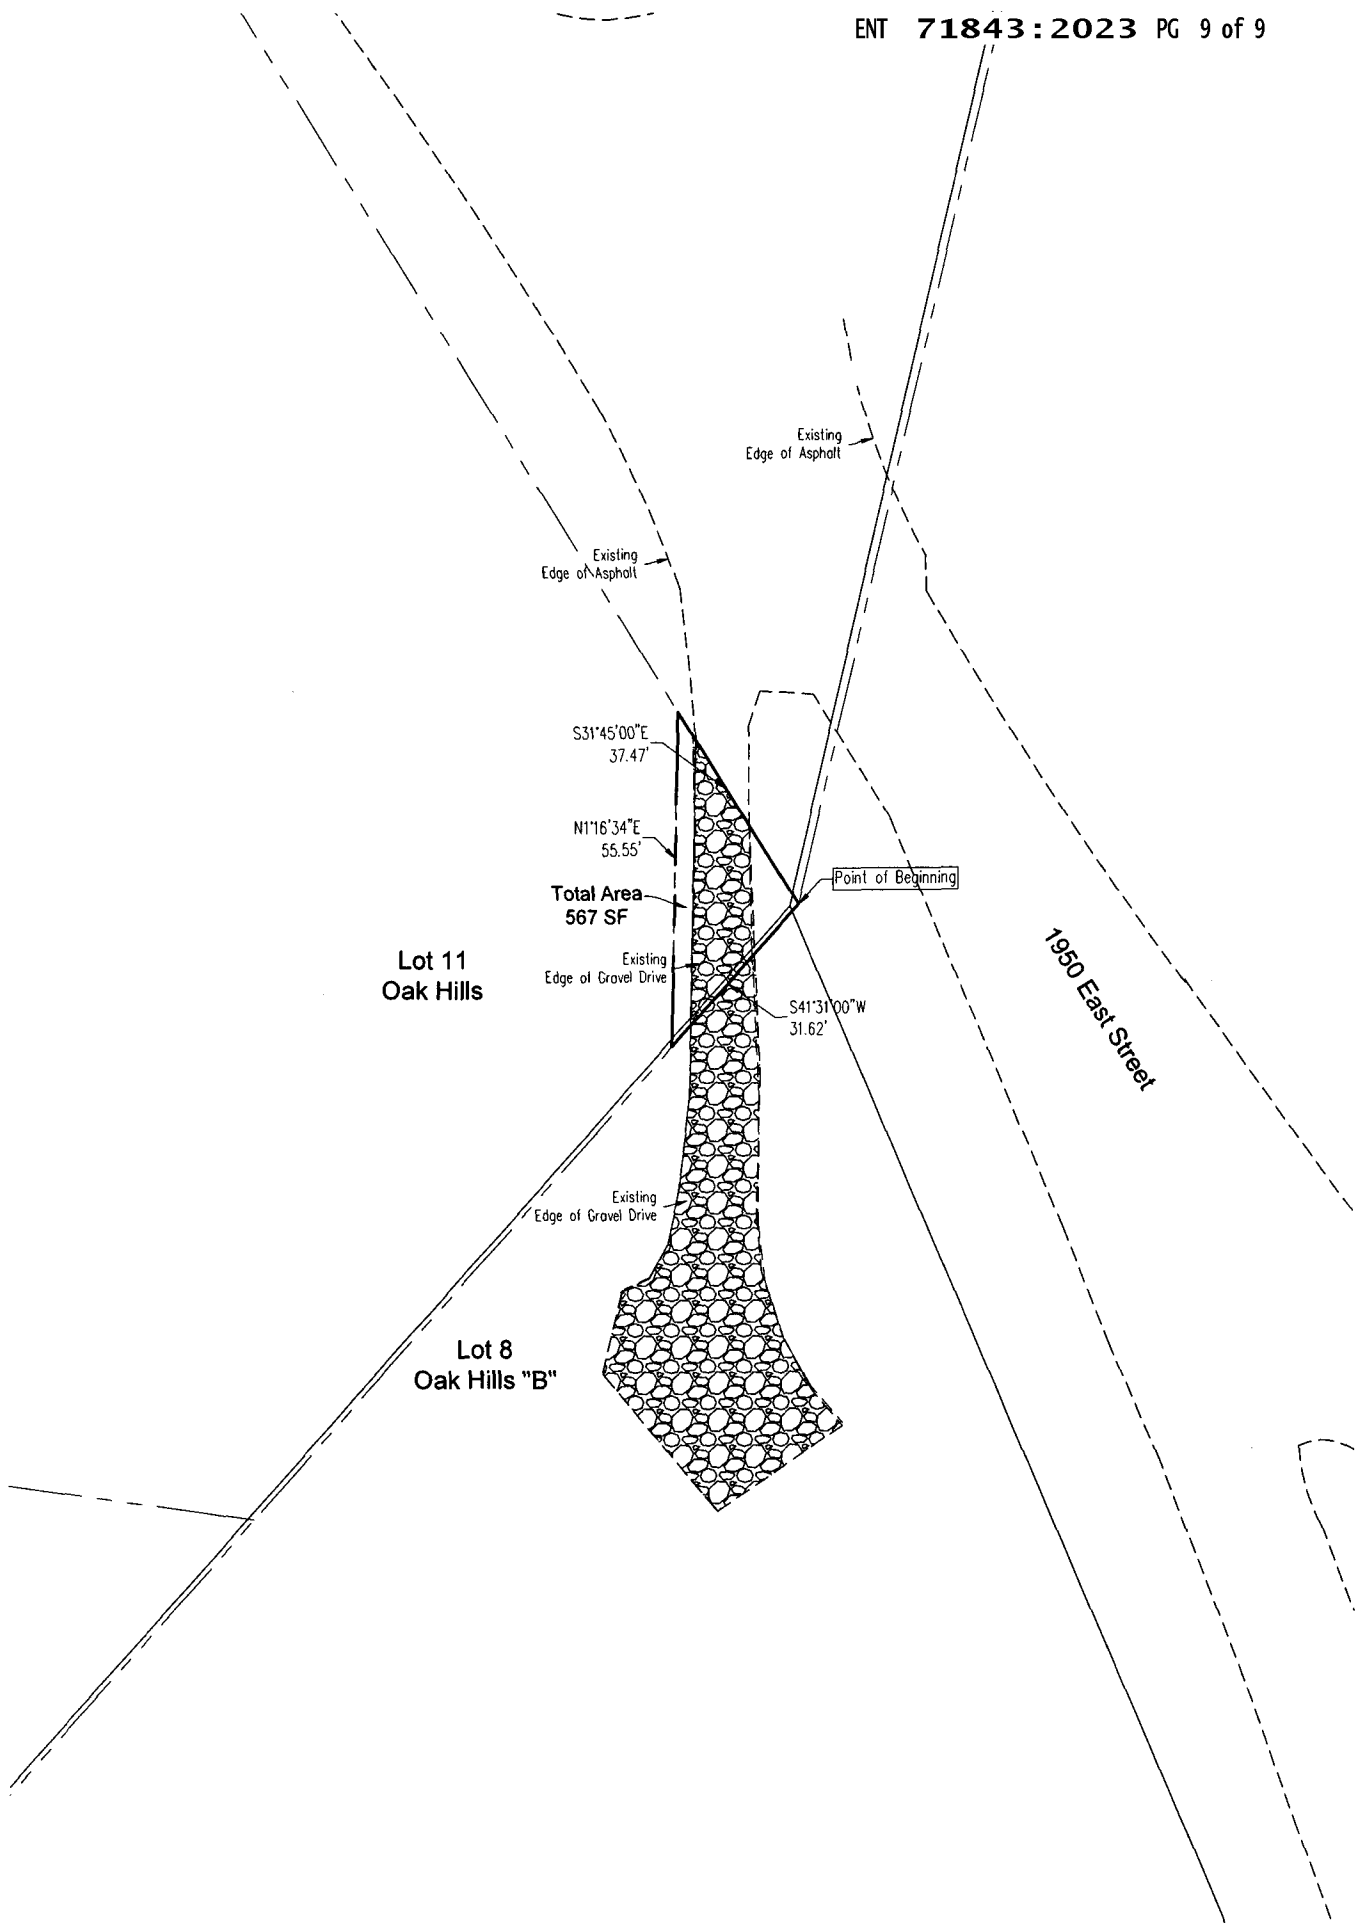 ENT 71843:2023 PG 9 of 9
Existing
Edge of Asphalt
Existing
Edge of Asphalt
S31°45'00"E
37.47'
N1°16'34"E
55.55'
Point of Beginning
Total Area
567 SF
Lot 11
Oak Hills
Existing
Edge of Gravel Drive
1950 East Street
S41°31'00"W
31.62'
Existing
Edge of Gravel Drive
Lot 8
Oak Hills "B"